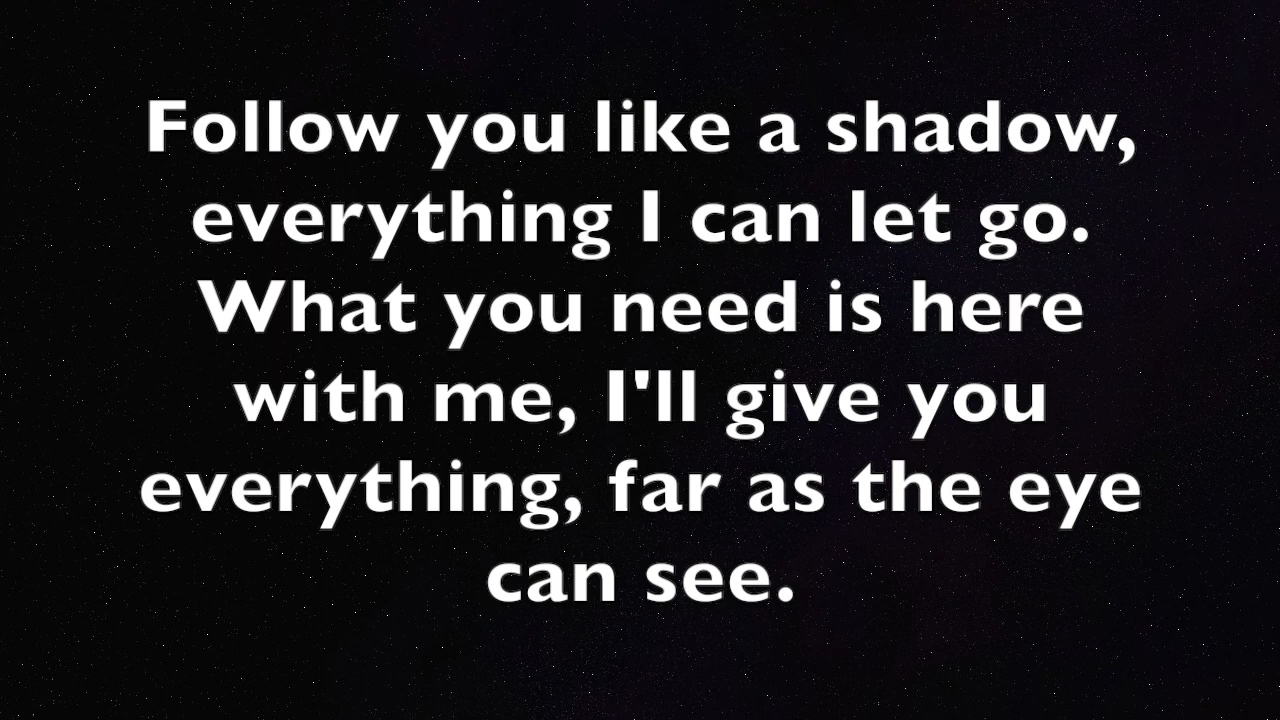 Follow you like a shadow,
everything I can let go.
What you need is here
with me, I'll give you
everything, far as the eye
can see.